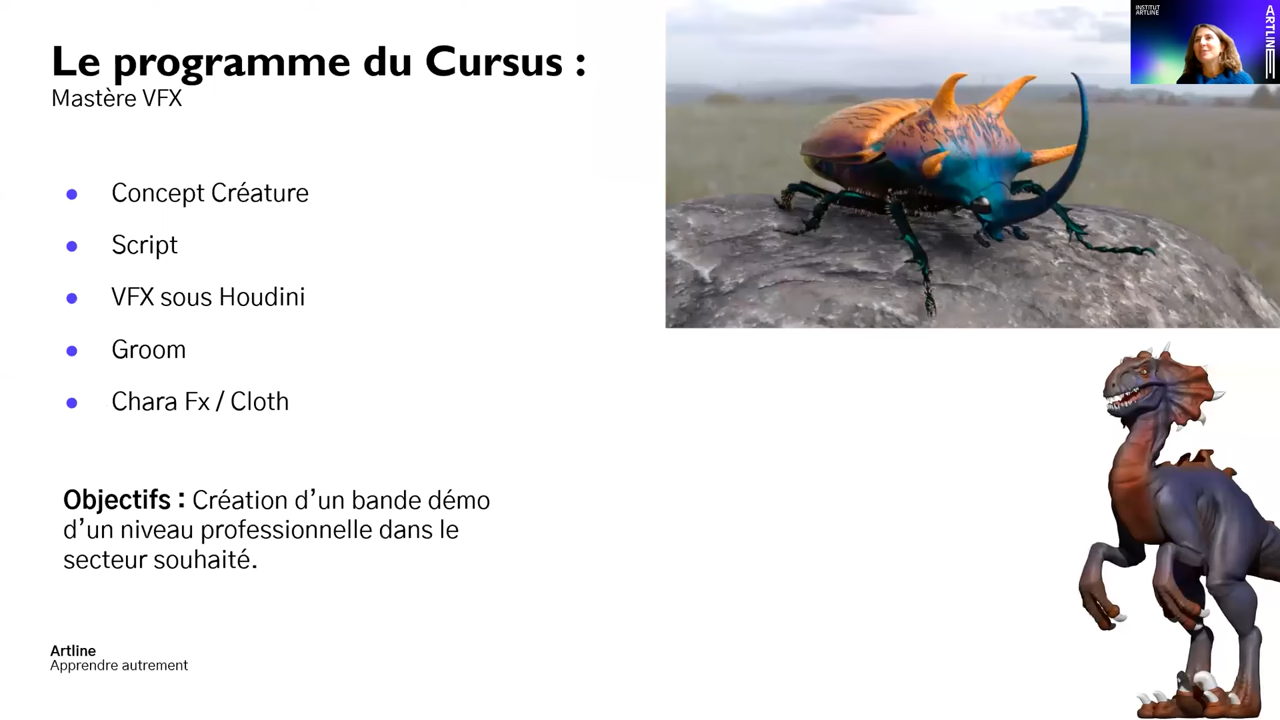 Le programme du Cursus :
Mastère VFX
● Concept Créature
● Script
● VFX sous Houdini
● Groom
● Chara Fx / Cloth
Objectifs : Création d’un bande démo
d’un niveau professionnelle dans le
secteur souhaité.
Artline
Apprendre autrement
INSTITUT
ARTLINE
ARTLINE